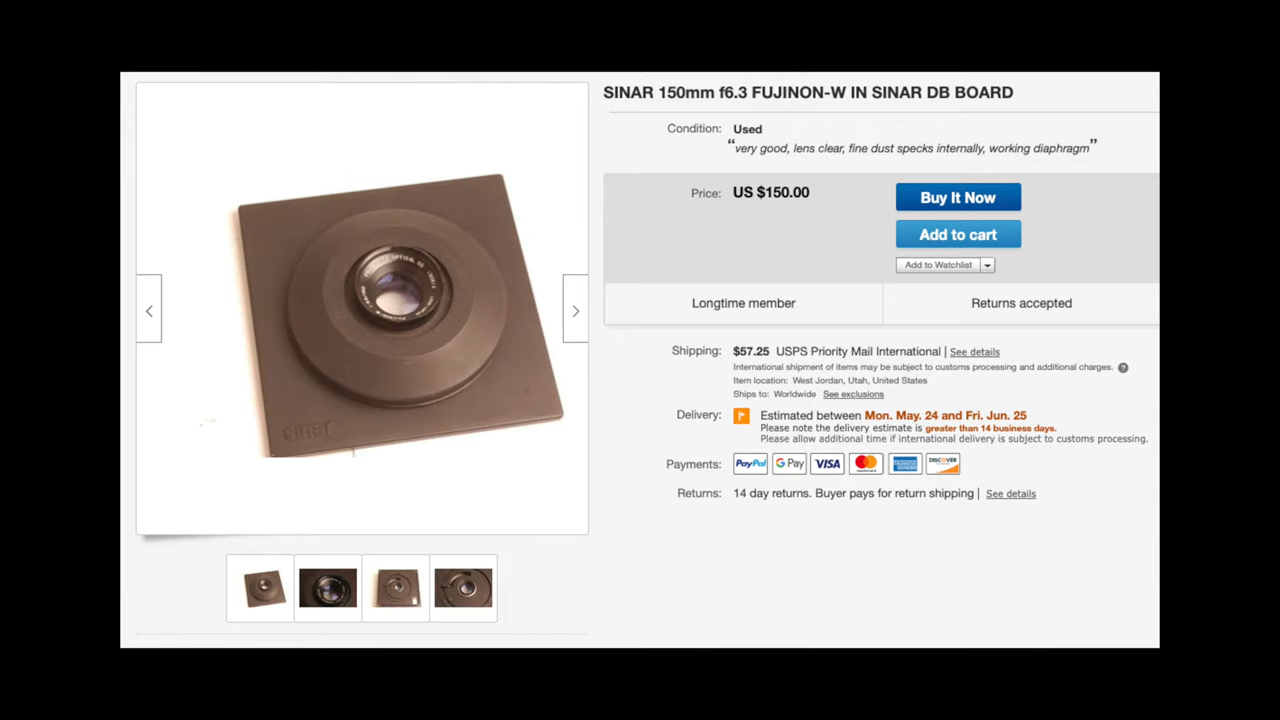 SINAR 150mm f6.3 FUJINON-W IN SINAR DB BOARD
Condition: Used
“very good, lens clear, fine dust specks internally, working diaphragm”
Price: US $150.00
Buy It Now
Add to cart
Add to Watchlist
Longtime member
Returns accepted
Shipping: $57.25 USPS Priority Mail International | See details
International shipment of items may be subject to customs processing and additional charges. ?
Item location: West Jordan, Utah, United States
Ships to: Worldwide See exclusions
Delivery: Estimated between Mon. May. 24 and Fri. Jun. 25
Please note the delivery estimate is greater than 14 business days.
Please allow additional time if international delivery is subject to customs processing.
Payments: PayPal G Pay VISA AMERICAN EXPRESS DISCOVER
Returns: 14 day returns. Buyer pays for return shipping | See details
sinar